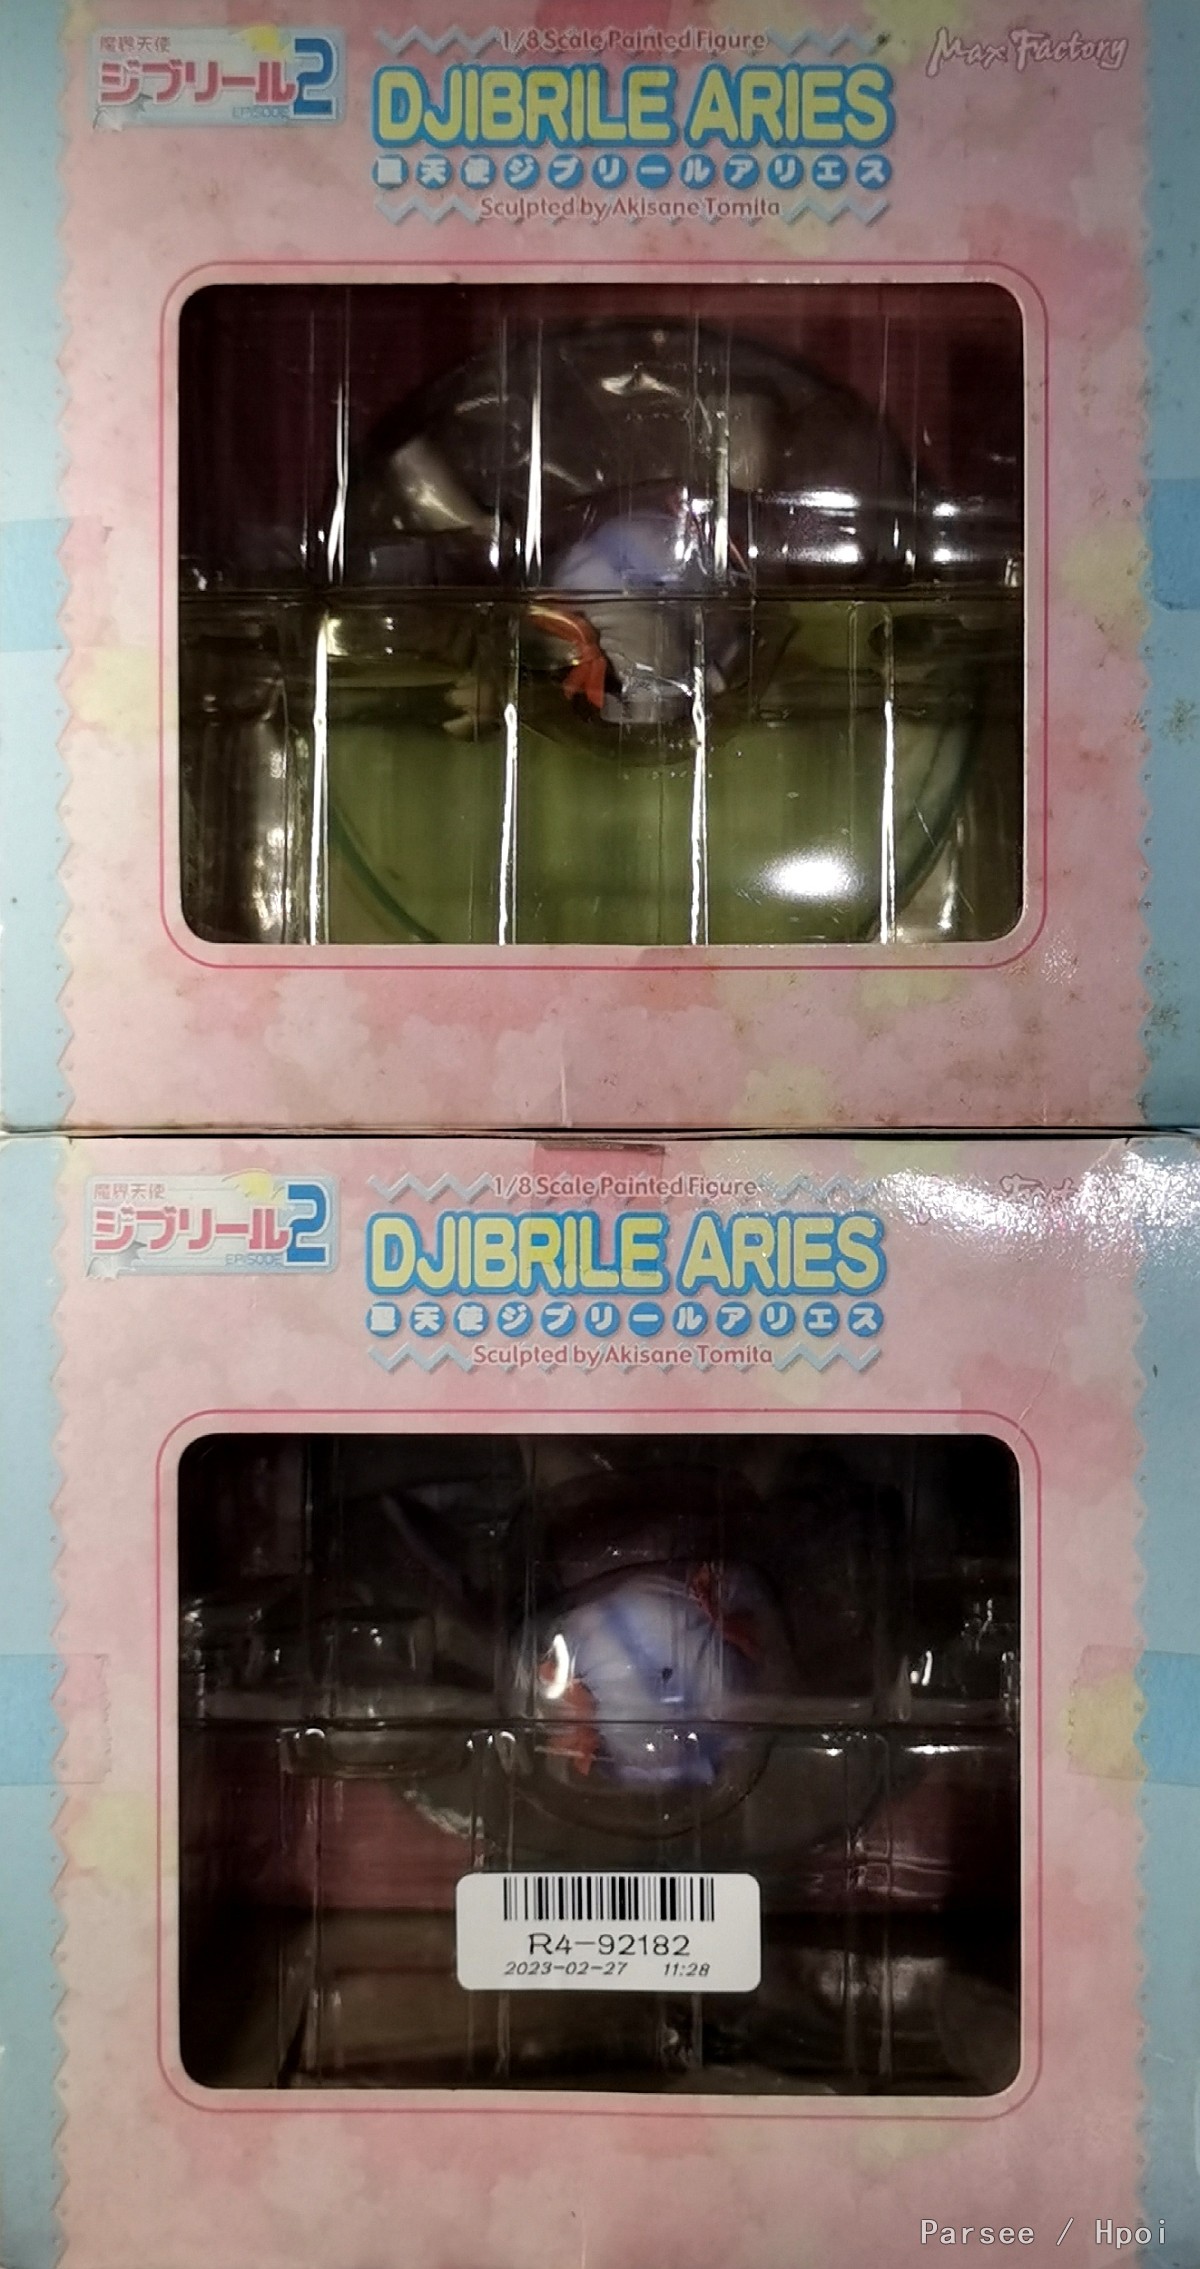 魔界天使
ジブリール2
EPISODE
1/8 Scale Painted Figure
DJIBRILE ARIES
星天使ジブリールアリエス
Sculpted by Akisane Tomita
Max Factory
魔界天使
ジブリール2
EPISODE
1/8 Scale Painted Figure
DJIBRILE ARIES
星天使ジブリールアリエス
Sculpted by Akisane Tomita
R4-92182
2023-02-27 11:28
Parsee / Hpoi